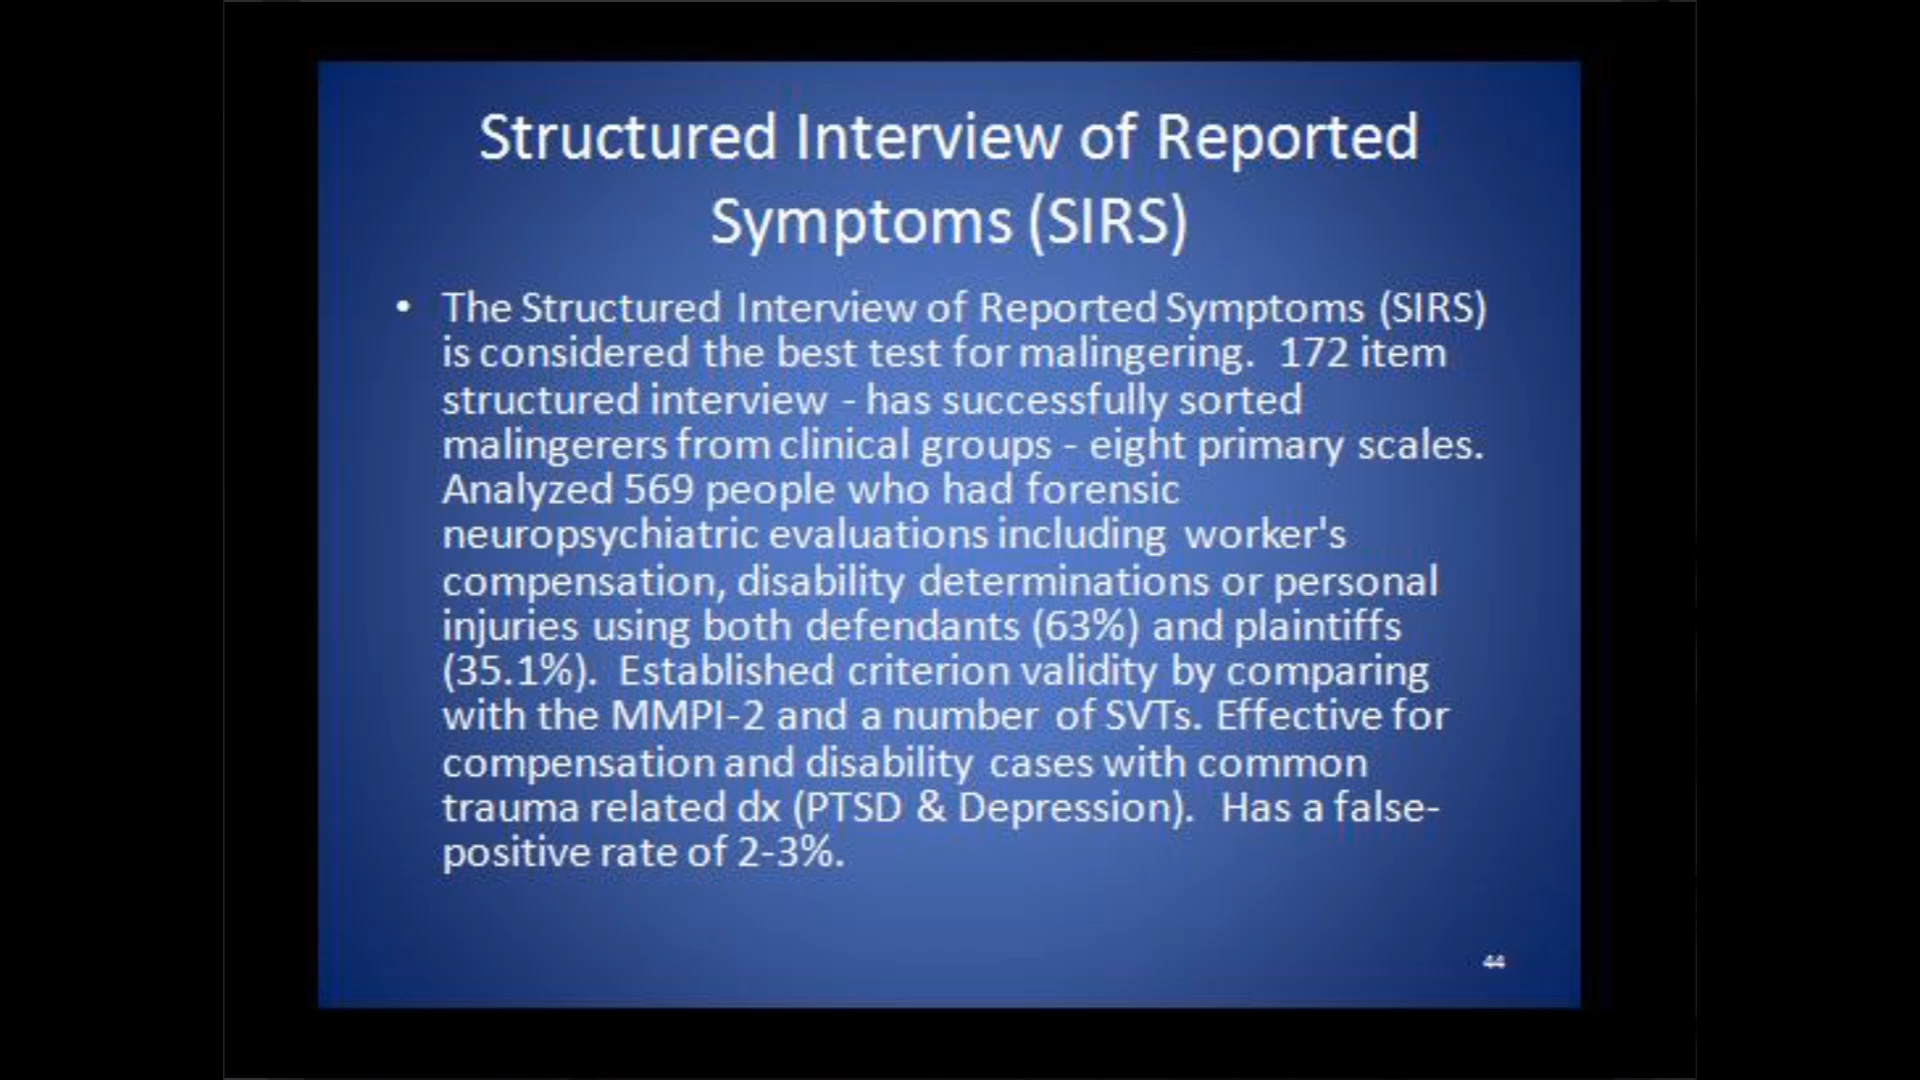 Structured Interview of Reported
Symptoms (SIRS)
• The Structured Interview of Reported Symptoms (SIRS)
is considered the best test for malingering.  172 item
structured interview - has successfully sorted
malingerers from clinical groups - eight primary scales.
Analyzed 569 people who had forensic
neuropsychiatric evaluations including worker's
compensation, disability determinations or personal
injuries using both defendants (63%) and plaintiffs
(35.1%).  Established criterion validity by comparing
with the MMPI-2 and a number of SVTs. Effective for
compensation and disability cases with common
trauma related dx (PTSD & Depression).  Has a false-
positive rate of 2-3%.
44